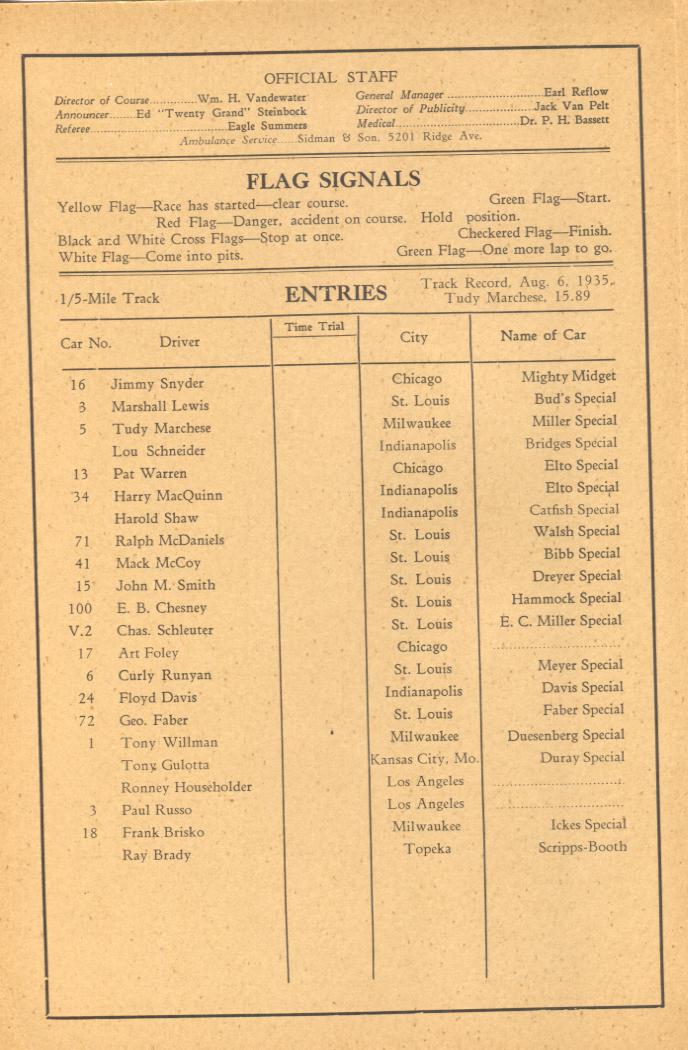 OFFICIAL STAFF
Director of Course.............Wm. H. Vandewater General Manager ..........................Earl Reflow
Announcer........Ed "Twenty Grand" Steinbock Director of Publicity...................Jack Van Pelt
Referee.....................................Eagle Summers Medical..................................Dr. P. H. Bassett
Ambulance Service......Sidman & Son, 5201 Ridge Ave.
FLAG SIGNALS
Yellow Flag—Race has started—clear course. Green Flag—Start.
Red Flag—Danger, accident on course. Hold position.
Black and White Cross Flags—Stop at once. Checkered Flag—Finish.
White Flag—Come into pits. Green Flag—One more lap to go.
1/5-Mile Track ENTRIES Track Record, Aug. 6, 1935,
Tudy Marchese, 15.89
Car No. Driver Time Trial City Name of Car
16 Jimmy Snyder Chicago Mighty Midget
3 Marshall Lewis St. Louis Bud's Special
5 Tudy Marchese Milwaukee Miller Special
Lou Schneider Indianapolis Bridges Special
13 Pat Warren Chicago Elto Special
34 Harry MacQuinn Indianapolis Elto Special
Harold Shaw Indianapolis Catfish Special
71 Ralph McDaniels St. Louis Walsh Special
41 Mack McCoy St. Louis Bibb Special
15 John M. Smith St. Louis Dreyer Special
100 E. B. Chesney St. Louis Hammock Special
V.2 Chas. Schleuter St. Louis E. C. Miller Special
17 Art Foley Chicago ................................
6 Curly Runyan St. Louis Meyer Special
24 Floyd Davis Indianapolis Davis Special
72 Geo. Faber St. Louis Faber Special
1 Tony Willman Milwaukee Duesenberg Special
Tony Gulotta Kansas City, Mo. Duray Special
Ronney Householder Los Angeles ................................
3 Paul Russo Los Angeles ................................
18 Frank Brisko Milwaukee Ickes Special
Ray Brady Topeka Scripps-Booth